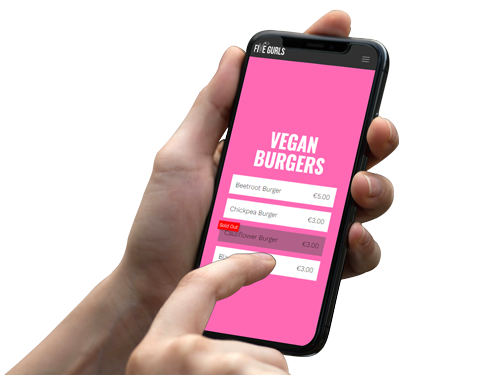 FIVE GURLS
VEGAN
BURGERS
Beetroot Burger €5.00
Chickpea Burger €3.00
Sold Out
Cauliflower Burger €3.00
€3.00